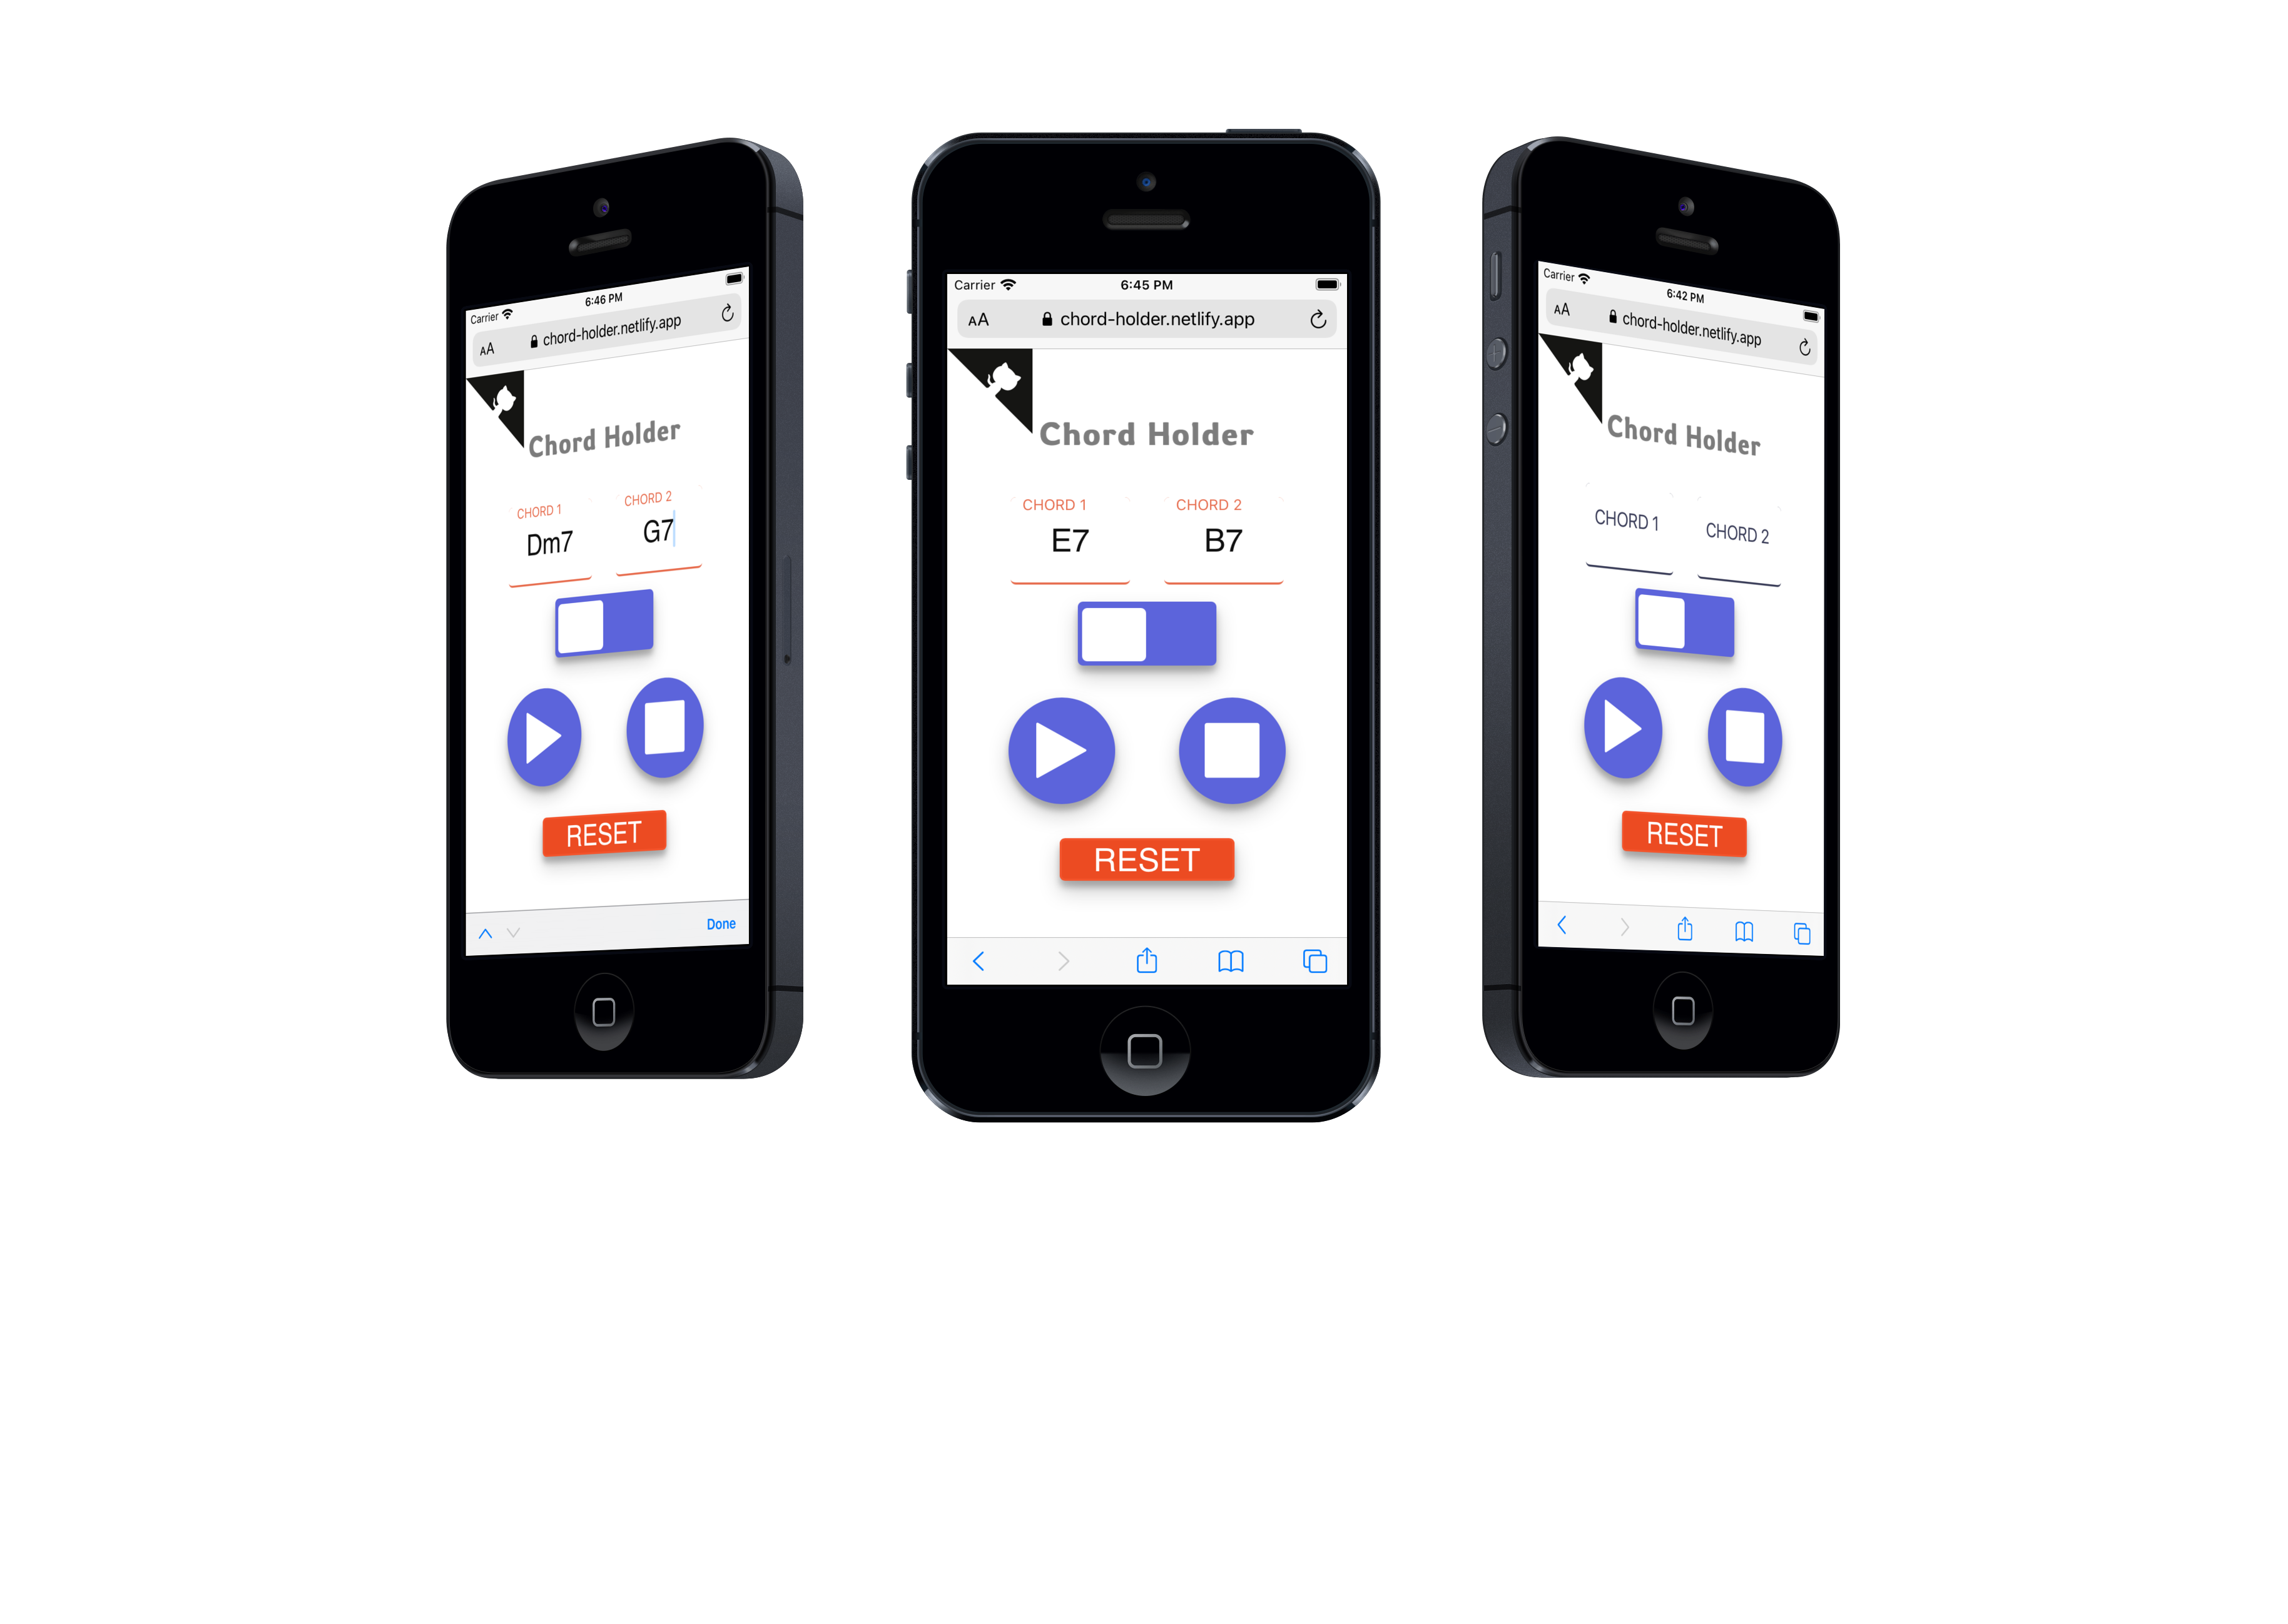 Carrier
6:46 PM
AA chord-holder.netlify.app
Chord Holder
CHORD 1
CHORD 2
Dm7
G7
RESET
Done
Carrier 6:45 PM
AA chord-holder.netlify.app
Chord Holder
CHORD 1 CHORD 2
E7 B7
RESET
Carrier
6:42 PM
AA chord-holder.netlify.app
Chord Holder
CHORD 1
CHORD 2
RESET